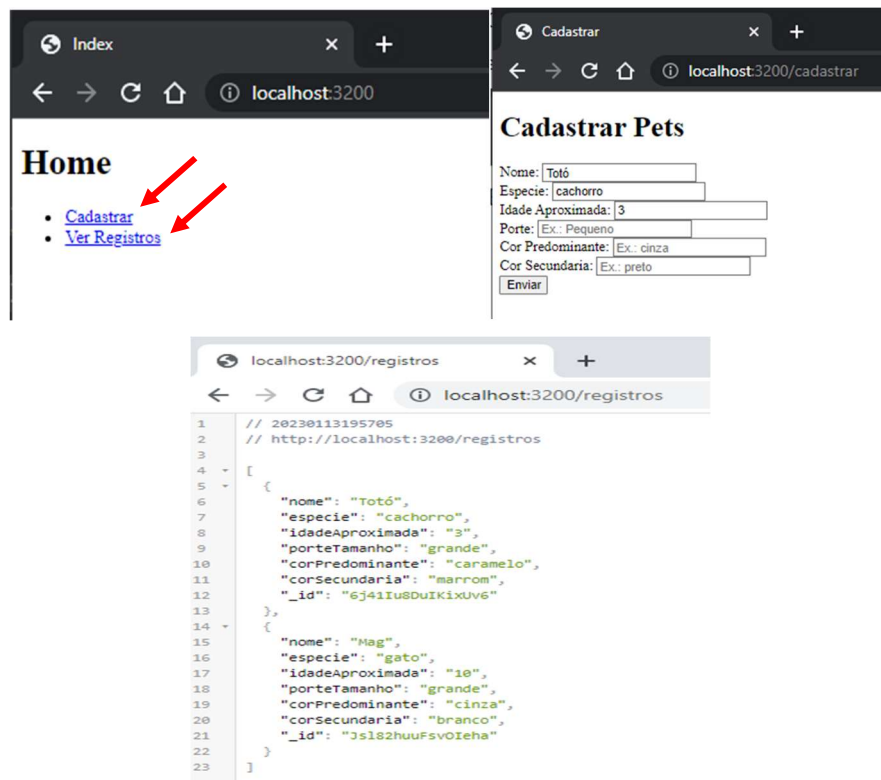 Index
localhost:3200
Home
Cadastrar
Ver Registros
Cadastrar
localhost:3200/cadastrar
Cadastrar Pets
Nome: Totó
Especie: cachorro
Idade Aproximada: 3
Porte: Ex.: Pequeno
Cor Predominante: Ex.: cinza
Cor Secundaria: Ex.: preto
Enviar
localhost:3200/registros
localhost:3200/registros
1 // 20230113195705
2 // http://localhost:3200/registros
3
4 [
5 {
6 "nome": "Totó",
7 "especie": "cachorro",
8 "idadeAproximada": "3",
9 "porteTamanho": "grande",
10 "corPredominante": "caramelo",
11 "corSecundaria": "marrom",
12 "_id": "6j41Iu8DuIKixUv6"
13 },
14 {
15 "nome": "Mag",
16 "especie": "gato",
17 "idadeAproximada": "10",
18 "porteTamanho": "grande",
19 "corPredominante": "cinza",
20 "corSecundaria": "branco",
21 "_id": "Jsl82huuFsvOIeha"
22 }
23 ]